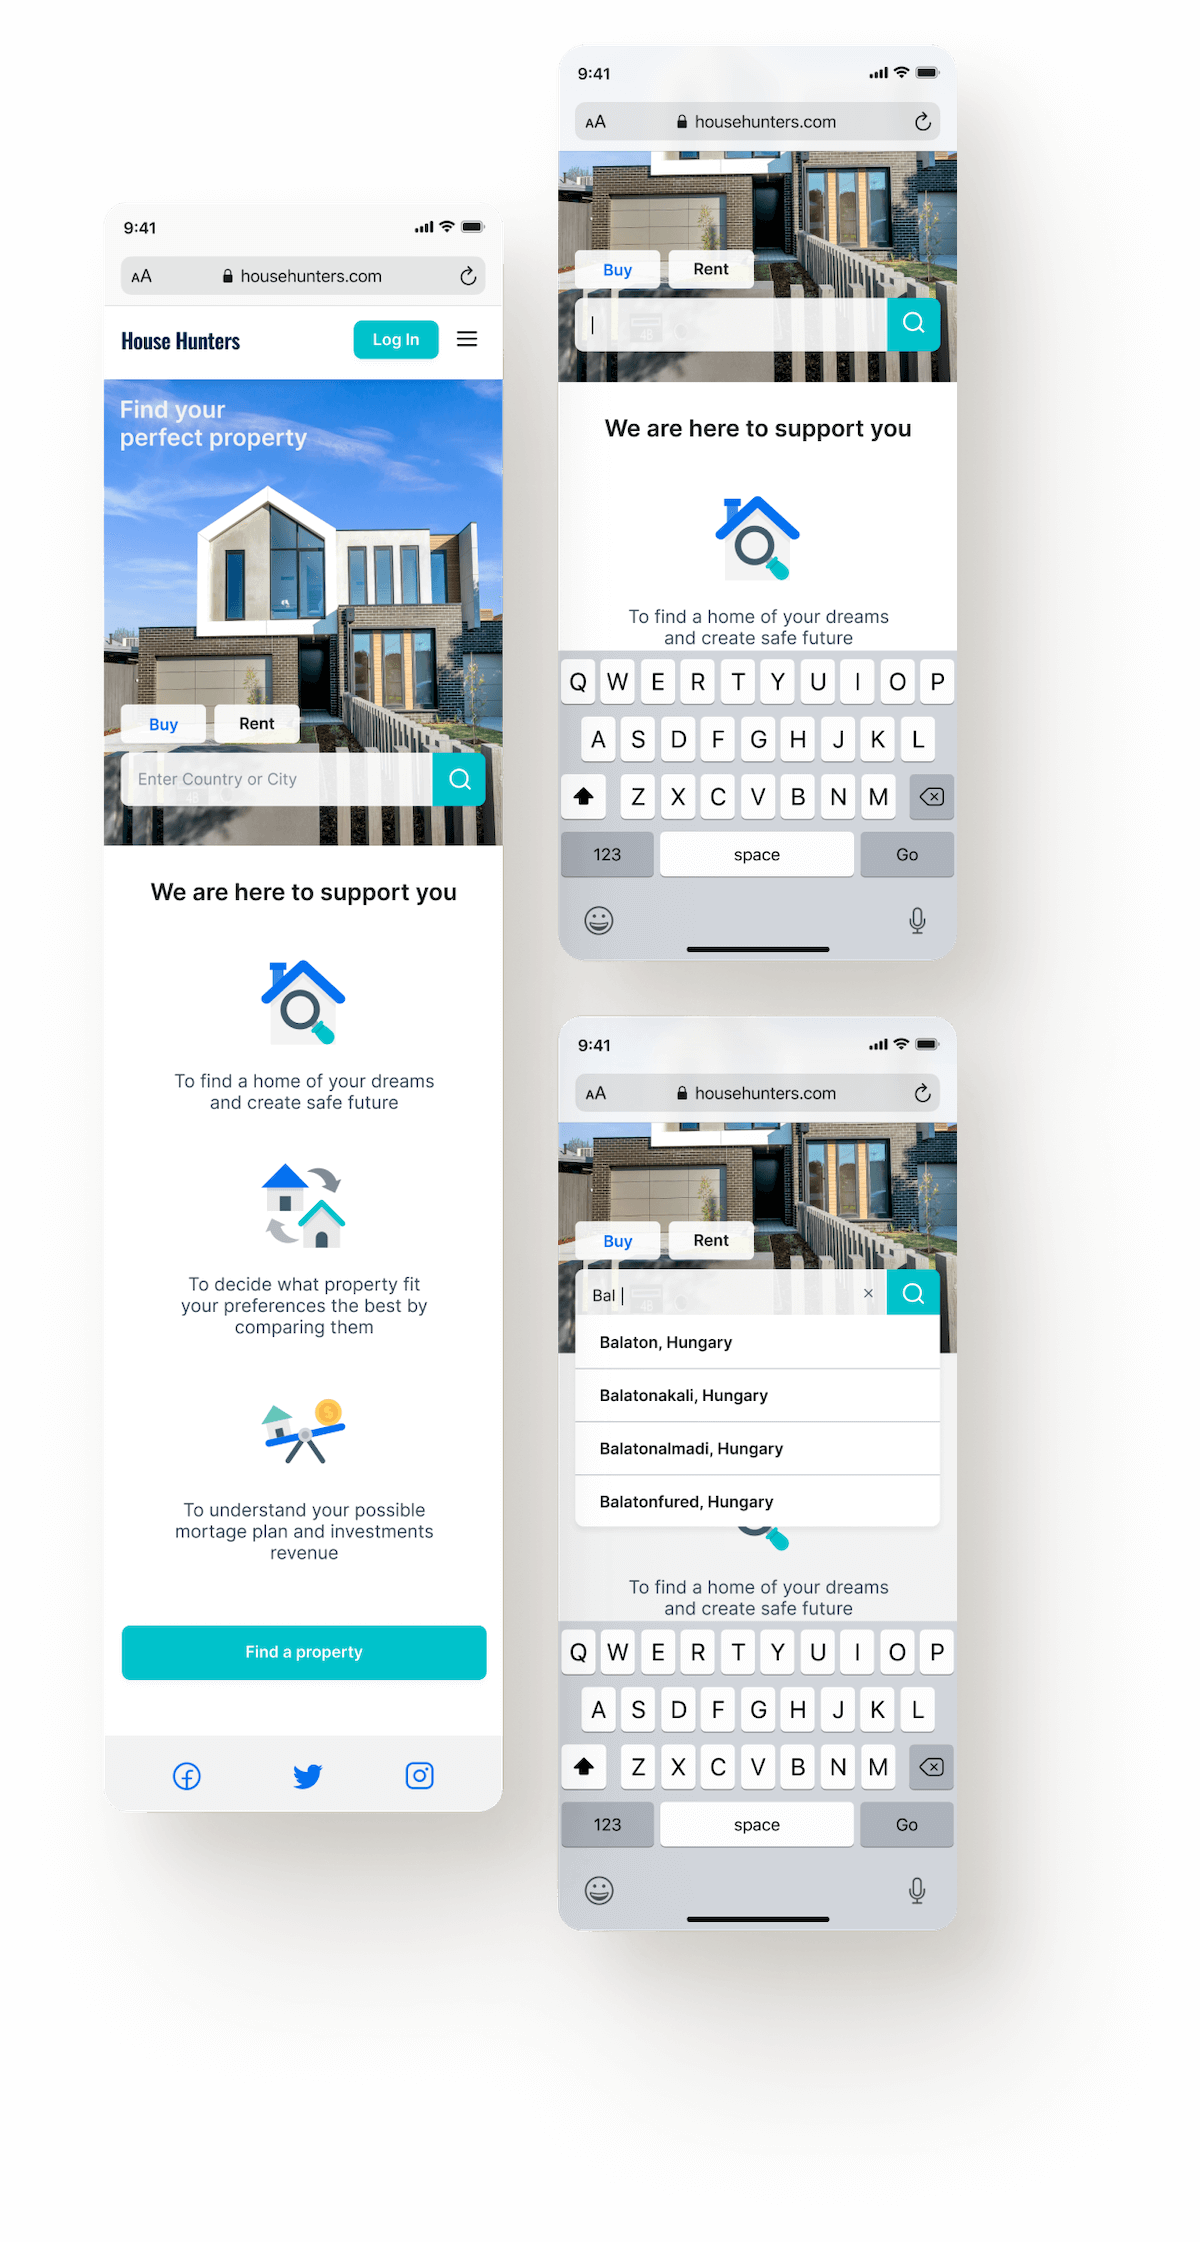 9:41
AA
househunters.com
House Hunters
Log In
Find your
perfect property
Buy
Rent
Enter Country or City
We are here to support you
To find a home of your dreams
and create safe future
To decide what property fit
your preferences the best by
comparing them
To understand your possible
mortage plan and investments
revenue
Find a property
9:41
AA
househunters.com
Buy
Rent
We are here to support you
To find a home of your dreams
and create safe future
Q W E R T Y U I O P
A S D F G H J K L
Z X C V B N M
123 space Go
9:41
AA
househunters.com
Buy
Rent
Bal
Balaton, Hungary
Balatonakali, Hungary
Balatonalmadi, Hungary
Balatonfured, Hungary
To find a home of your dreams
and create safe future
Q W E R T Y U I O P
A S D F G H J K L
Z X C V B N M
123 space Go